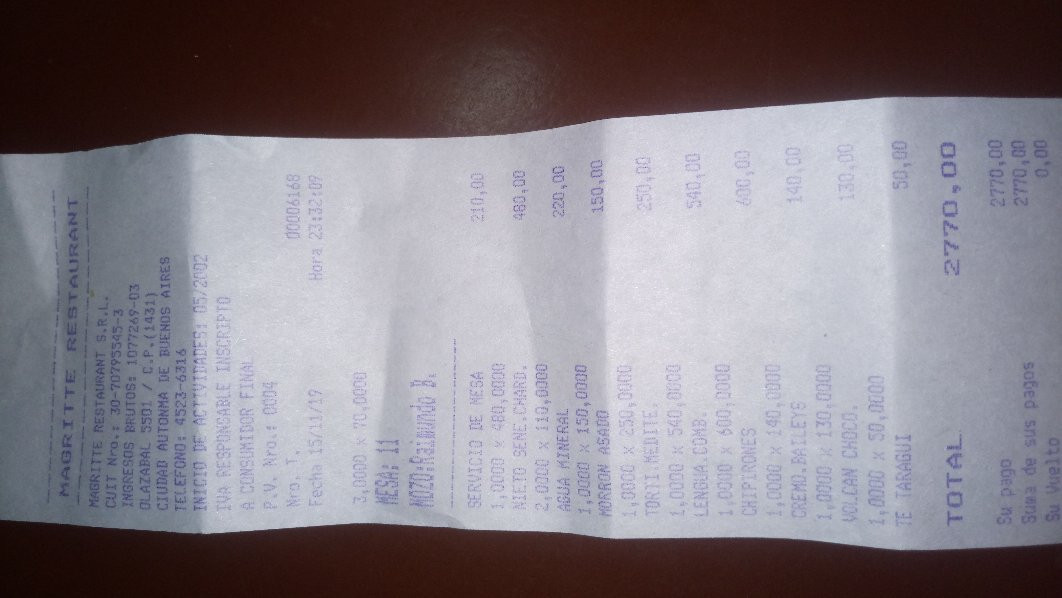 MAGRITTE RESTAURANT
MAGRITTE RESTAURANT S.R.L.
CUIT Nro.: 30-70795545-3
INGRESOS BRUTOS: 1077269-03
OLAZABAL 5501 / C.P.(1431)
CIUDAD AUTONMA DE BUENOS AIRES
TELEFONO: 4523-6316
INICIO DE ACTIVIDADES: 05/2002
IVA RESPONSABLE INSCRIPTO
A CONSUMIDOR FINAL
P.V. Nro.: 0004
Nro. T. 00006168
Fecha 15/11/19 Hora 23:32:09
3,0000 x 70,0000
MESA: 11
MOZO:Raimundo B.
SERVICIO DE MESA 210,00
1,0000 x 480,0000
NIETO SENE.CHARD. 480,00
2,0000 x 110,0000
AGUA MINERAL 220,00
1,0000 x 150,0000
MORRON ASADO 150,00
1,0000 x 250,0000
TORTI.MEDITE. 250,00
1,0000 x 540,0000
LENGUA.COMB. 540,00
1,0000 x 600,0000
CHIPIRONES 600,00
1,0000 x 140,0000
CREMO.BAILEYS 140,00
1,0000 x 130,0000
VOLCAN CHOCO. 130,00
1,0000 x 50,0000
TE TARAGUI 50,00
TOTAL 2770,00
Su pago 2770,00
Suma de sus pagos 2770,00
Su Vuelto 0,00